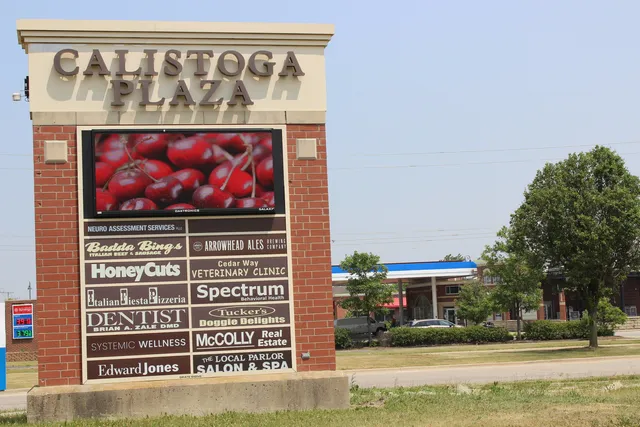 CALISTOGA
PLAZA
NEURO ASSESSMENT SERVICES
Badda Bing's
ITALIAN BEEF & SAUSAGE
ARROWHEAD ALES BREWING COMPANY
HoneyCuts
Cedar Way
VETERINARY CLINIC
Italian Fiesta Pizzeria
Spectrum
Behavioral Health
DENTIST
BRIAN A. ZALE DMD
Tucker's
Doggie Delights
SYSTEMIC WELLNESS
McCOLLY Real Estate
Edward Jones
THE LOCAL PARLOR
SALON & SPA